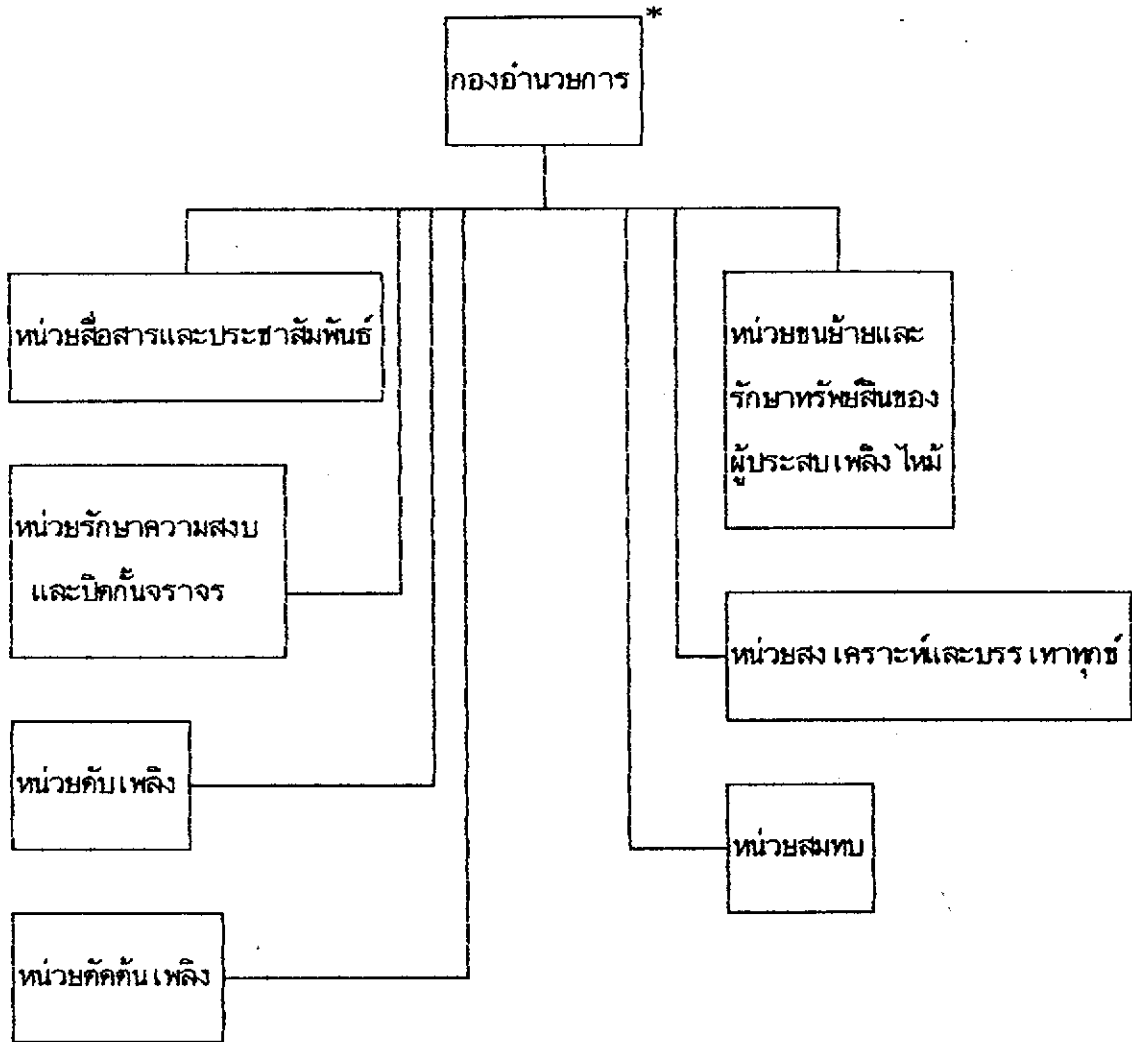 *
กองอำนวยการ
หน่วยสื่อสารและประชาสัมพันธ์
หน่วยรักษาความสงบ
และปิดกั้นจราจร
หน่วยดับเพลิง
หน่วยตัดต้นเพลิง
หน่วยขนย้ายและ
รักษาทรัพย์สินของ
ผู้ประสบเพลิงไหม้
หน่วยสงเคราะห์และบรรเทาทุกข์
หน่วยสมทบ